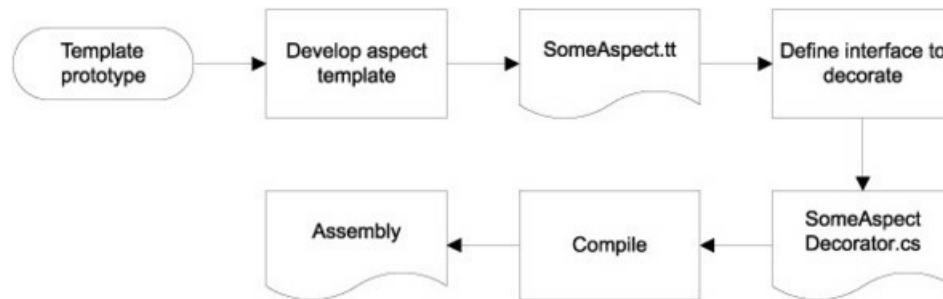 Template
prototype
Develop aspect
template
SomeAspect.tt
Define interface to
decorate
SomeAspect
Decorator.cs
Compile
Assembly